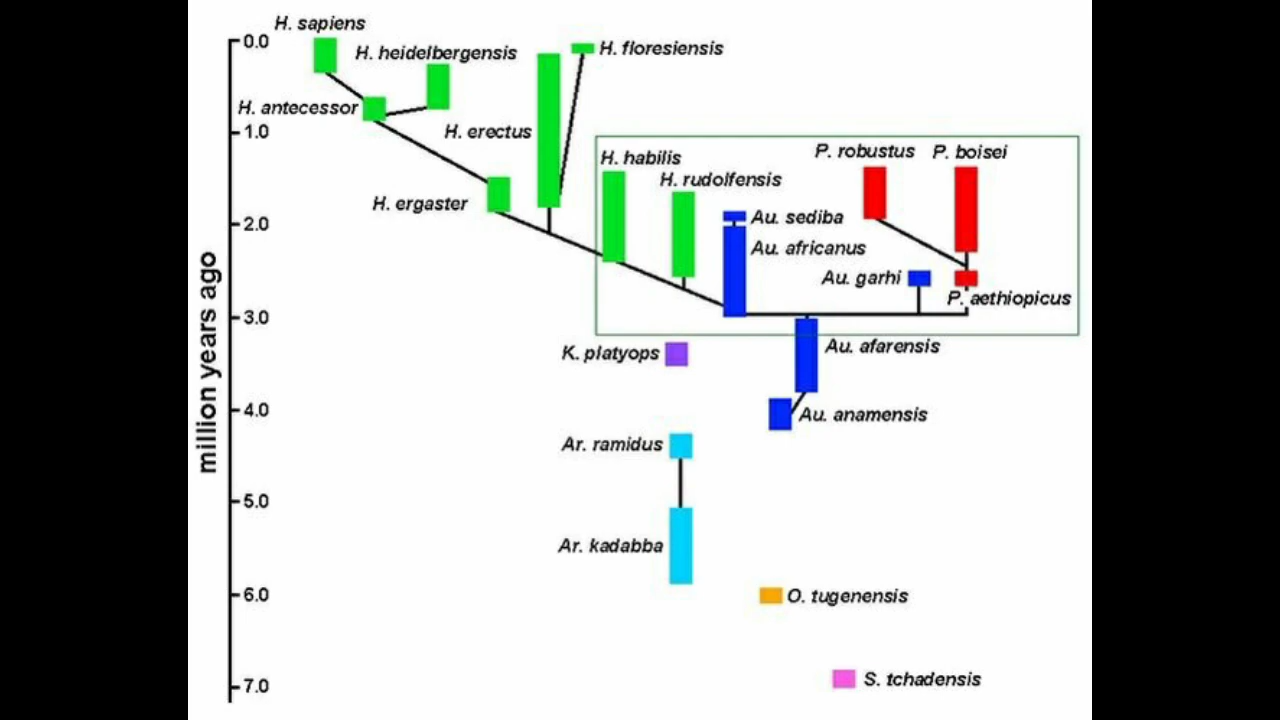 H. sapiens
0.0
H. heidelbergensis
H. floresiensis
H. antecessor
1.0
H. erectus
H. habilis
P. robustus
P. boisei
H. rudolfensis
H. ergaster
2.0
Au. sediba
Au. africanus
Au. garhi
P. aethiopicus
million years ago
3.0
K. platyops
Au. afarensis
4.0
Au. anamensis
Ar. ramidus
5.0
Ar. kadabba
6.0
O. tugenensis
7.0
S. tchadensis